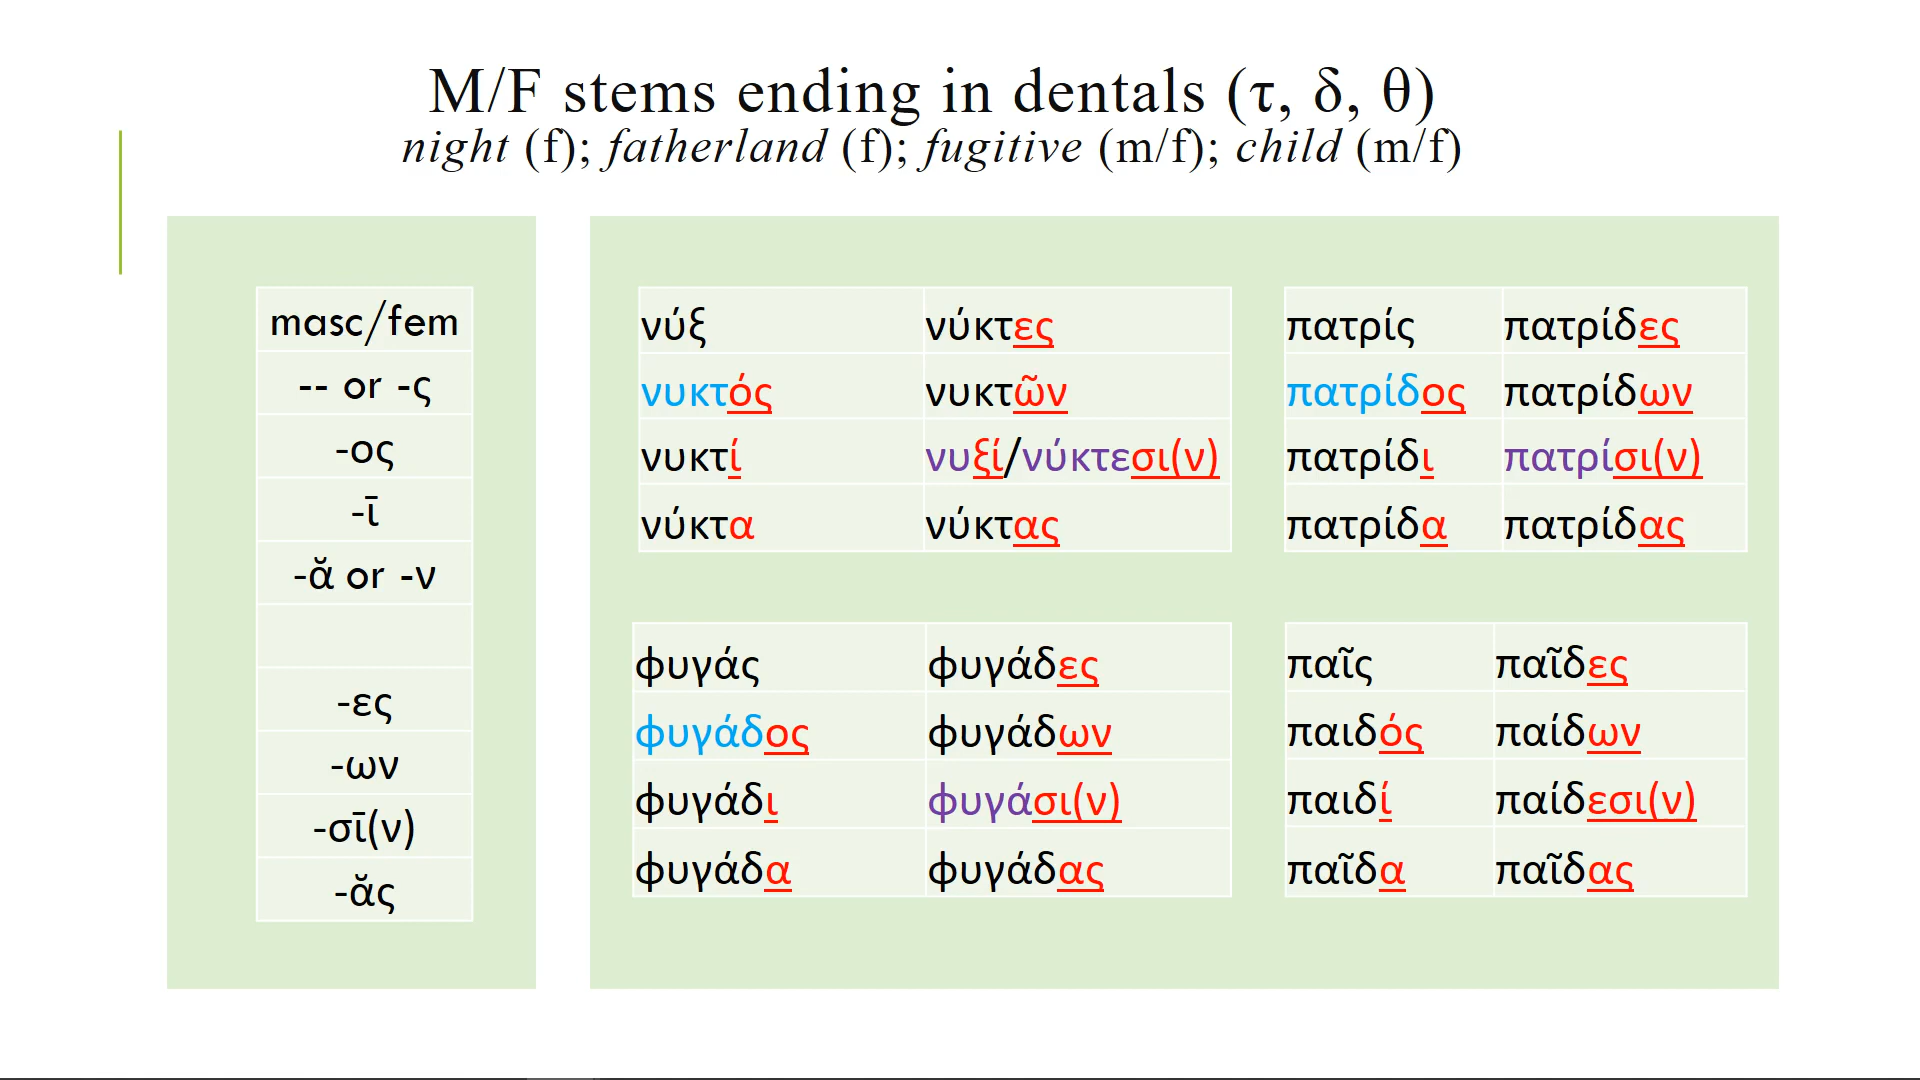 M/F stems ending in dentals (τ, δ, θ)
night (f); fatherland (f); fugitive (m/f); child (m/f)
masc/fem
-- or -ς
-ος
-ῑ
-ᾰ or -ν
-ες
-ων
-σῑ(ν)
-ᾰς
νύξ νύκτες
νυκτός νυκτῶν
νυκτί νυξί/νύκτεσι(ν)
νύκτα νύκτας
πατρίς πατρίδες
πατρίδος πατρίδων
πατρίδι πατρίσι(ν)
πατρίδα πατρίδας
φυγάς φυγάδες
φυγάδος φυγάδων
φυγάδι φυγάσι(ν)
φυγάδα φυγάδας
παῖς παῖδες
παιδός παίδων
παιδί παίδεσι(ν)
παῖδα παῖδας